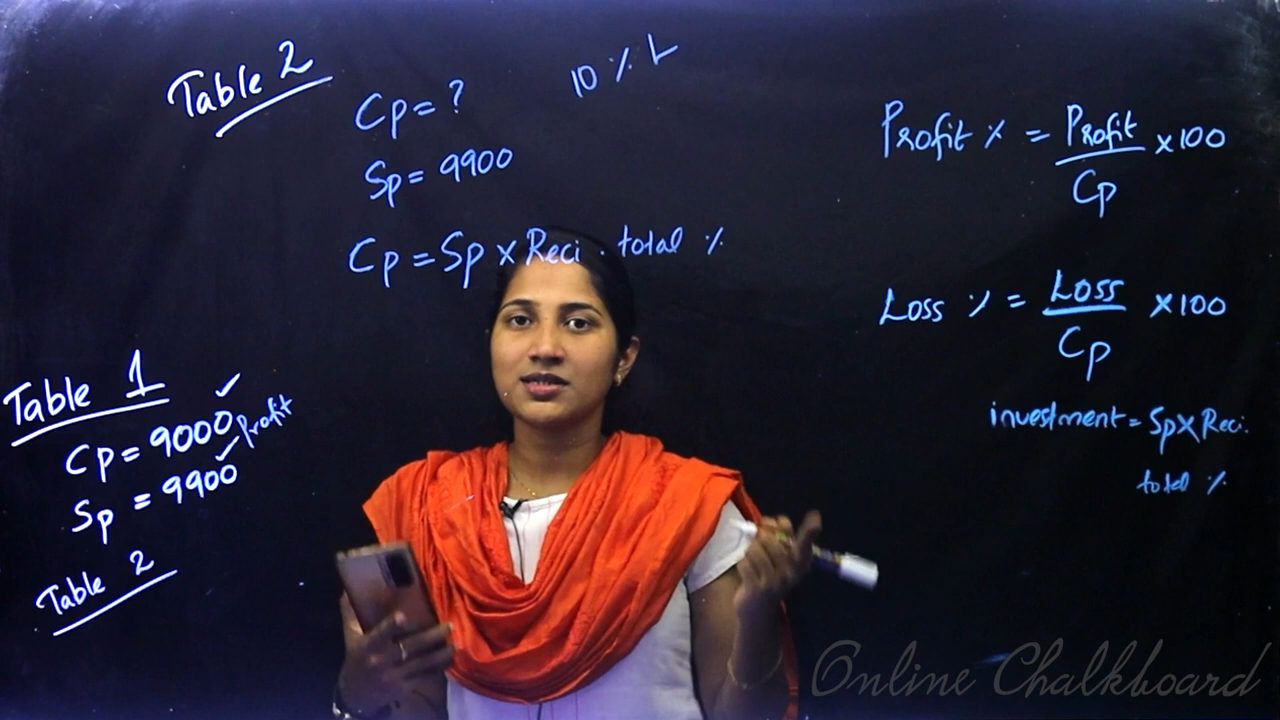 Table 2
Cp = ?
10 % L
Sp = 9900
Cp = Sp x Reci . total %
Profit % = Profit / Cp x 100
Loss % = Loss / Cp x 100
investment = Sp x Reci.
total %
Table 1
Cp = 9000 ✓
Profit
Sp = 9900 ✓
Table 2
Online Chalkboard